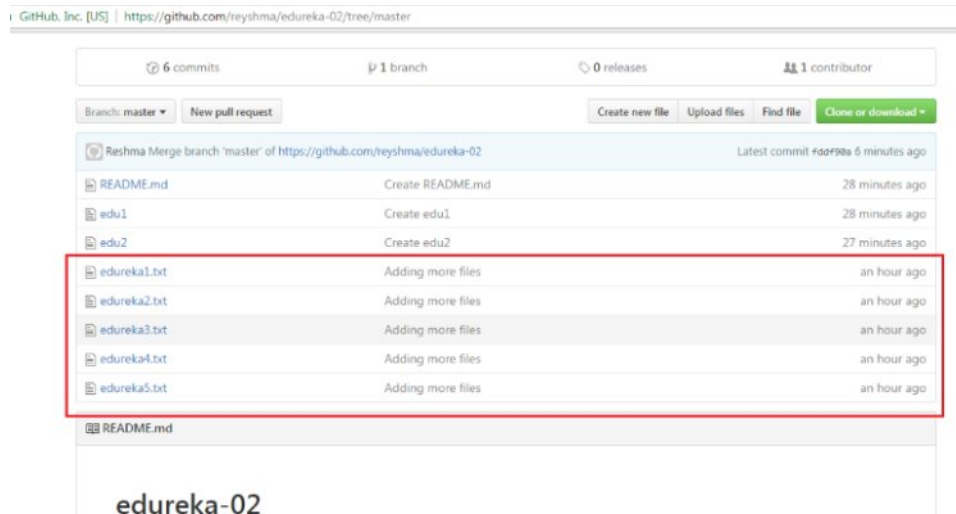 GitHub, Inc. [US] | https://github.com/reyshma/edureka-02/tree/master
6 commits 1 branch 0 releases 1 contributor
Branch: master New pull request Create new file Upload files Find file Clone or download
Reshma Merge branch 'master' of https://github.com/reyshma/edureka-02 Latest commit fddf90a 6 minutes ago
README.md Create README.md 28 minutes ago
edu1 Create edu1 28 minutes ago
edu2 Create edu2 27 minutes ago
edureka1.txt Adding more files an hour ago
edureka2.txt Adding more files an hour ago
edureka3.txt Adding more files an hour ago
edureka4.txt Adding more files an hour ago
edureka5.txt Adding more files an hour ago
README.md
edureka-02